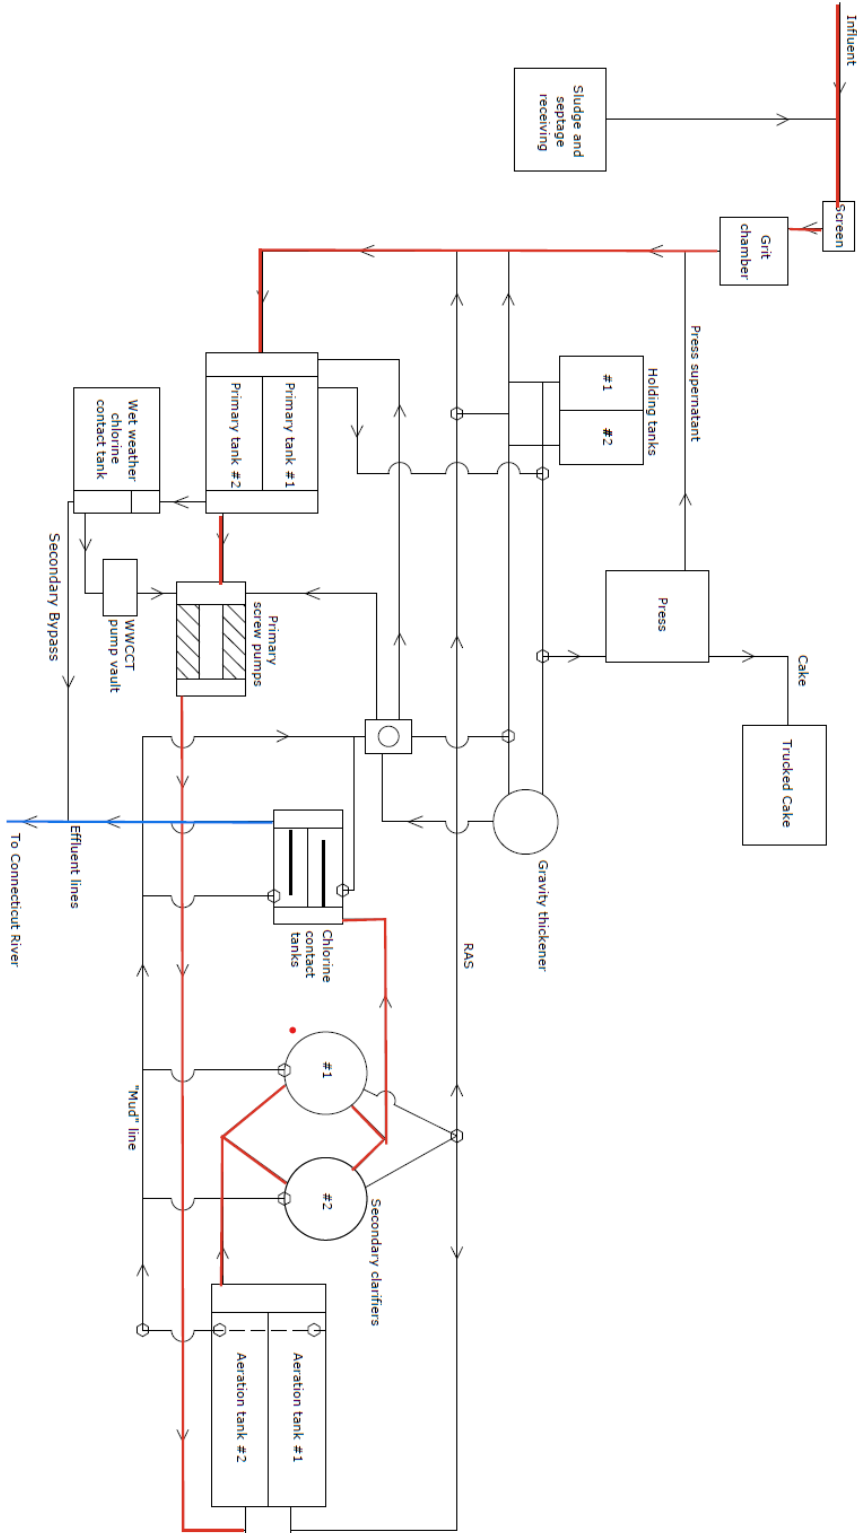 Influent
Sludge and
septage
receiving
Screen
Grit
chamber
Press supernatant
Holding tanks
#1
#2
Primary tank #1
Primary tank #2
Wet weather
chlorine
contact tank
Secondary Bypass
WWCCT
pump vault
Primary
screw pumps
Press
Cake
Trucked Cake
Gravity thickener
RAS
Effluent lines
To Connecticut River
Chlorine
contact
tanks
"Mud" line
#1
#2
Secondary clarifiers
Aeration tank #1
Aeration tank #2